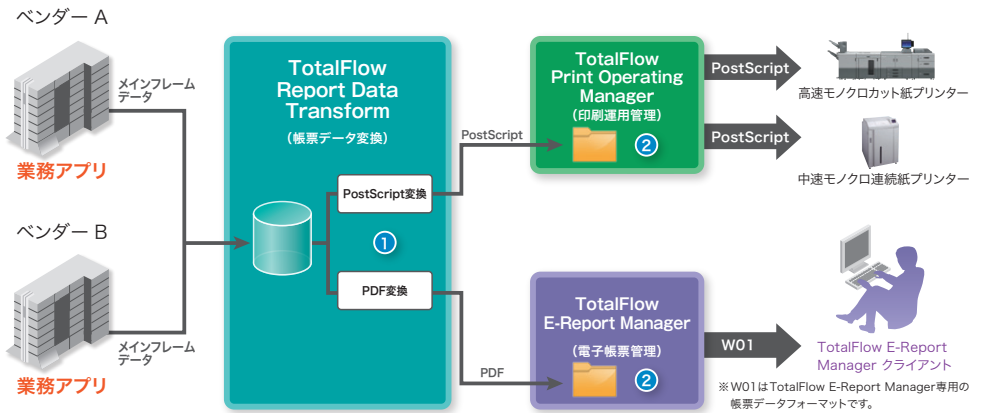 ベンダー A
メインフレーム
データ
業務アプリ
ベンダー B
メインフレーム
データ
業務アプリ
TotalFlow
Report Data
Transform
（帳票データ変換）
PostScript変換
1
PDF変換
PostScript
PDF
TotalFlow
Print Operating
Manager
（印刷運用管理）
2
PostScript
高速モノクロカット紙プリンター
PostScript
中速モノクロ連続紙プリンター
TotalFlow
E-Report Manager
（電子帳票管理）
2
W01
TotalFlow E-Report
Manager クライアント
※W01はTotalFlow E-Report Manager専用の
帳票データフォーマットです。